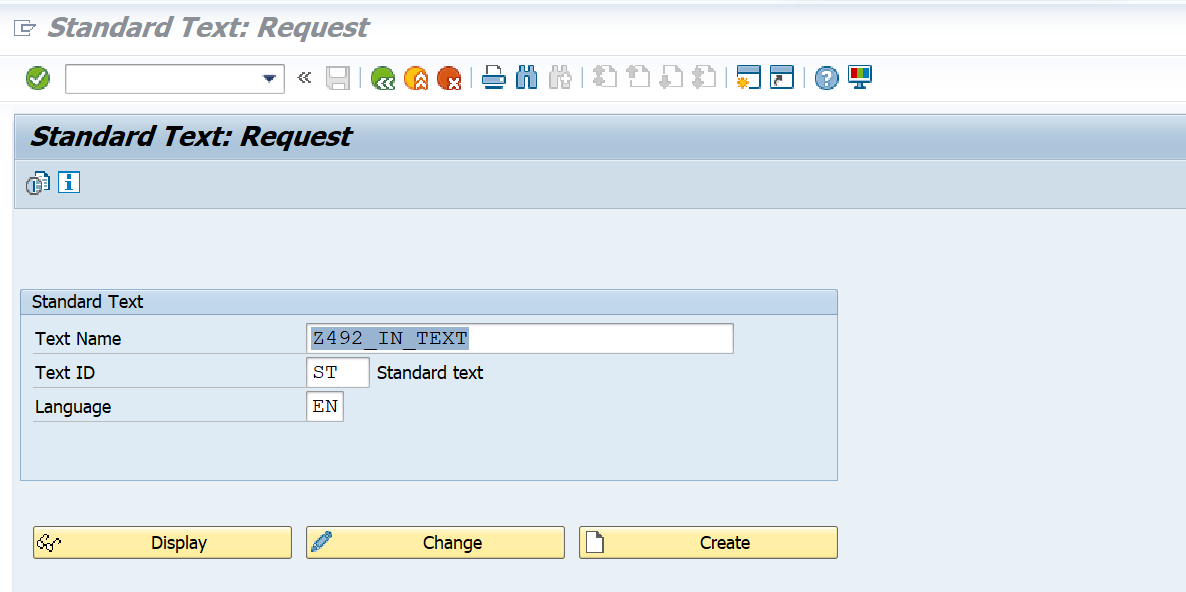 Standard Text: Request
Standard Text: Request
Standard Text
Text Name Z492_IN_TEXT
Text ID ST Standard text
Language EN
Display Change Create